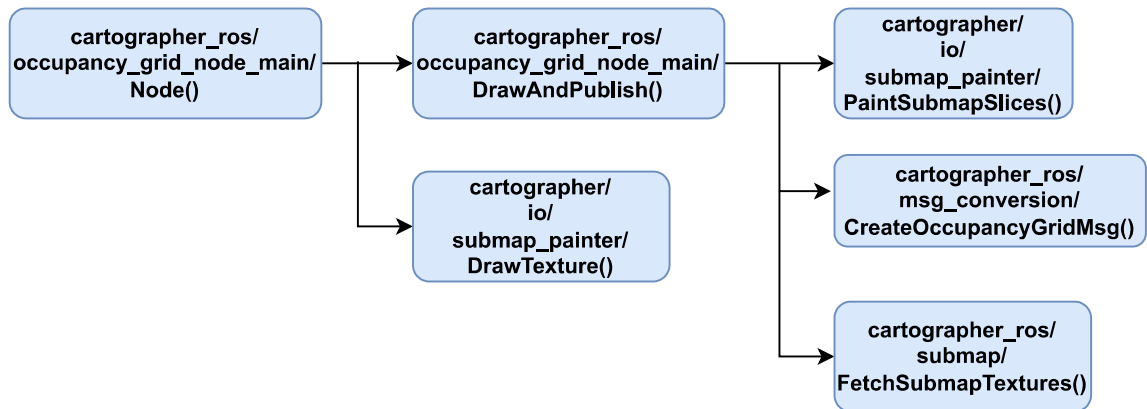 cartographer_ros/
occupancy_grid_node_main/
Node()
cartographer_ros/
occupancy_grid_node_main/
DrawAndPublish()
cartographer/
io/
submap_painter/
PaintSubmapSlices()
cartographer/
io/
submap_painter/
DrawTexture()
cartographer_ros/
msg_conversion/
CreateOccupancyGridMsg()
cartographer_ros/
submap/
FetchSubmapTextures()